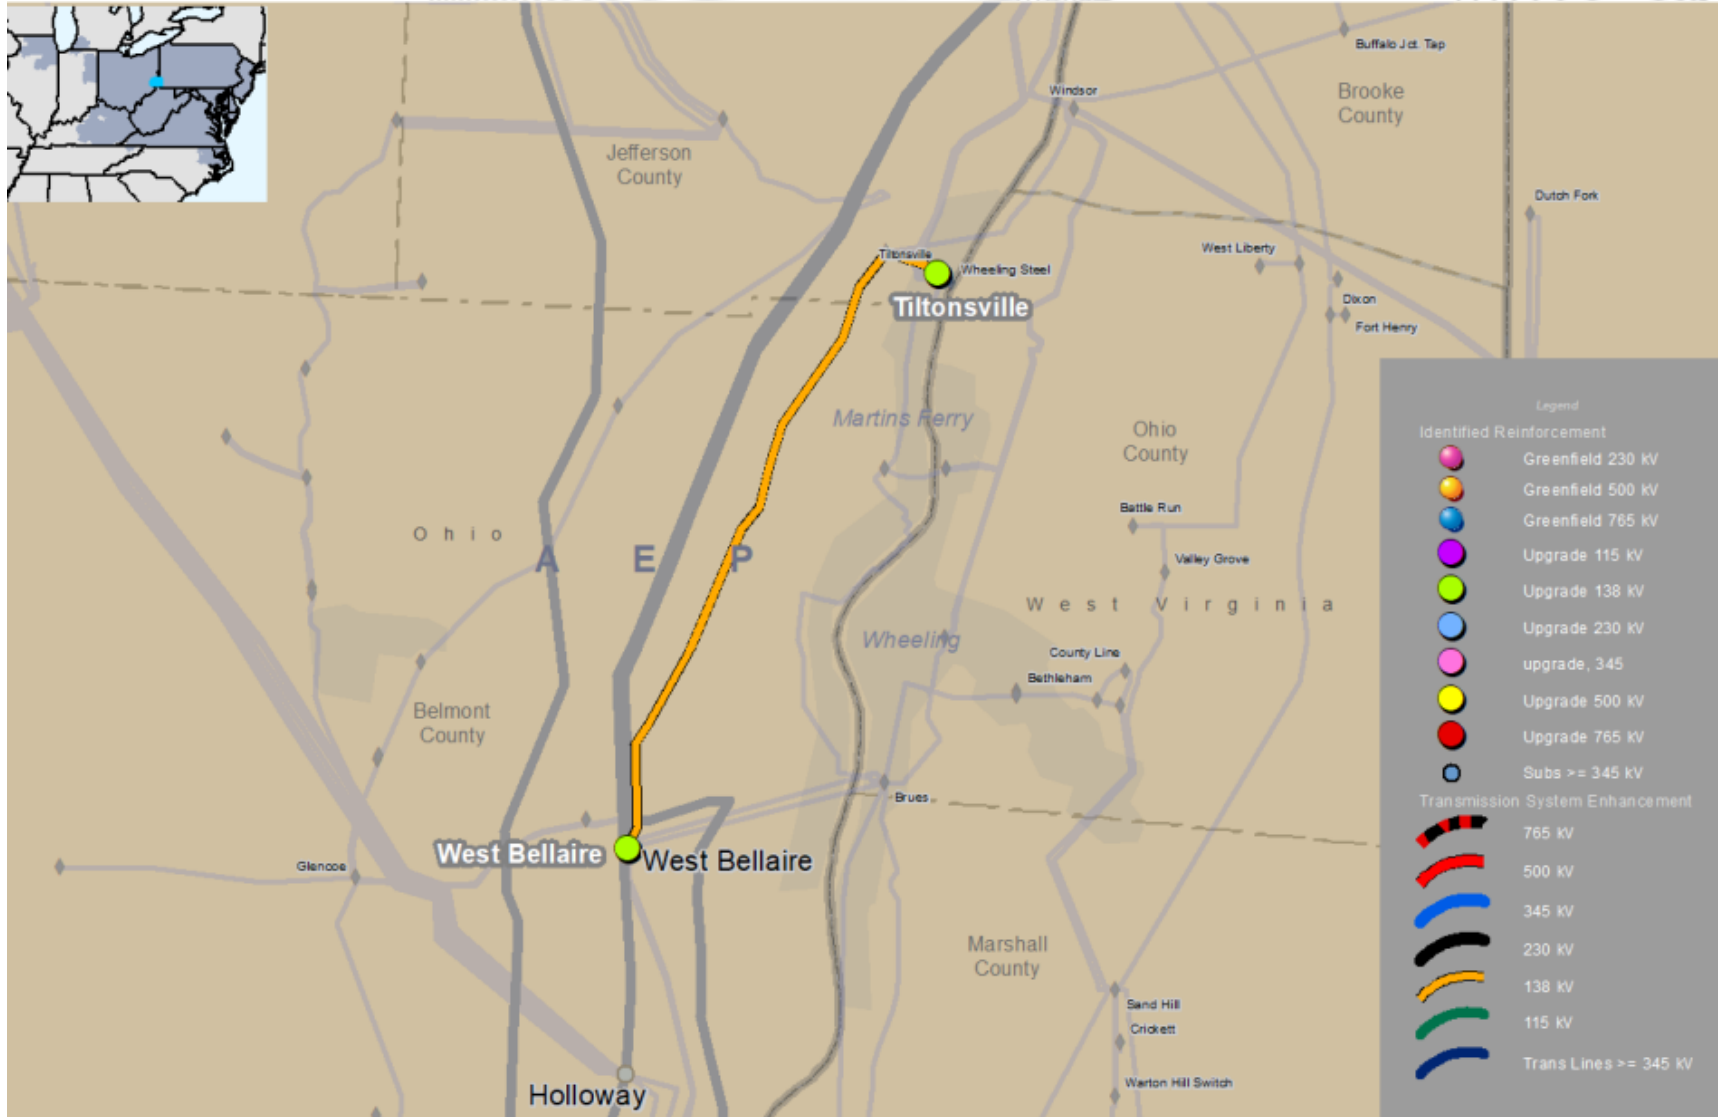 Buffalo Jct. Tap
Windsor
Brooke
County
Jefferson
County
Dutch Fork
West Liberty
Tiltonsville
Wheeling Steel
Tiltonsville
Dixon
Fort Henry
Martins Ferry
Ohio
County
Battle Run
Ohio
A E P
Valley Grove
West Virginia
Wheeling
County Line
Bethleham
Belmont
County
Brues
West Bellaire
West Bellaire
Glencoe
Marshall
County
Sand Hill
Crickett
Warton Hill Switch
Holloway
Legend
Identified Reinforcement
Greenfield 230 kV
Greenfield 500 kV
Greenfield 765 kV
Upgrade 115 kV
Upgrade 138 kV
Upgrade 230 kV
upgrade, 345
Upgrade 500 kV
Upgrade 765 kV
Subs >= 345 kV
Transmission System Enhancement
765 kV
500 kV
345 kV
230 kV
138 kV
115 kV
Trans Lines >= 345 kV